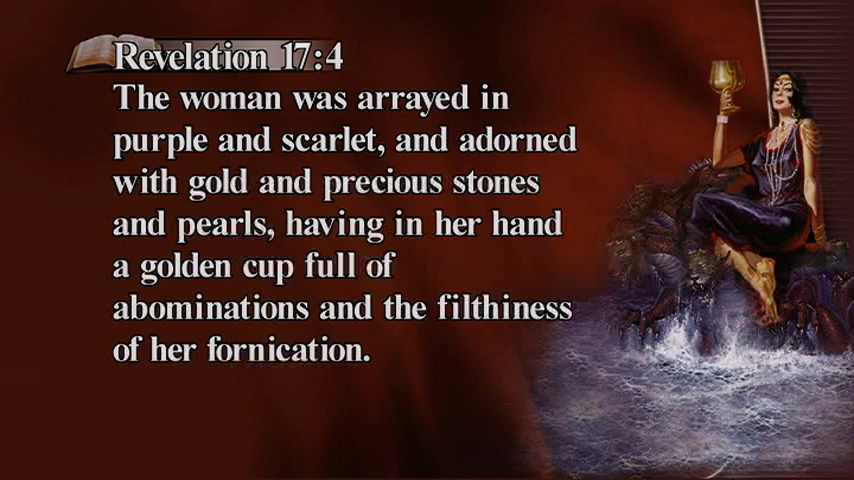 Revelation 17:4
The woman was arrayed in
purple and scarlet, and adorned
with gold and precious stones
and pearls, having in her hand
a golden cup full of
abominations and the filthiness
of her fornication.